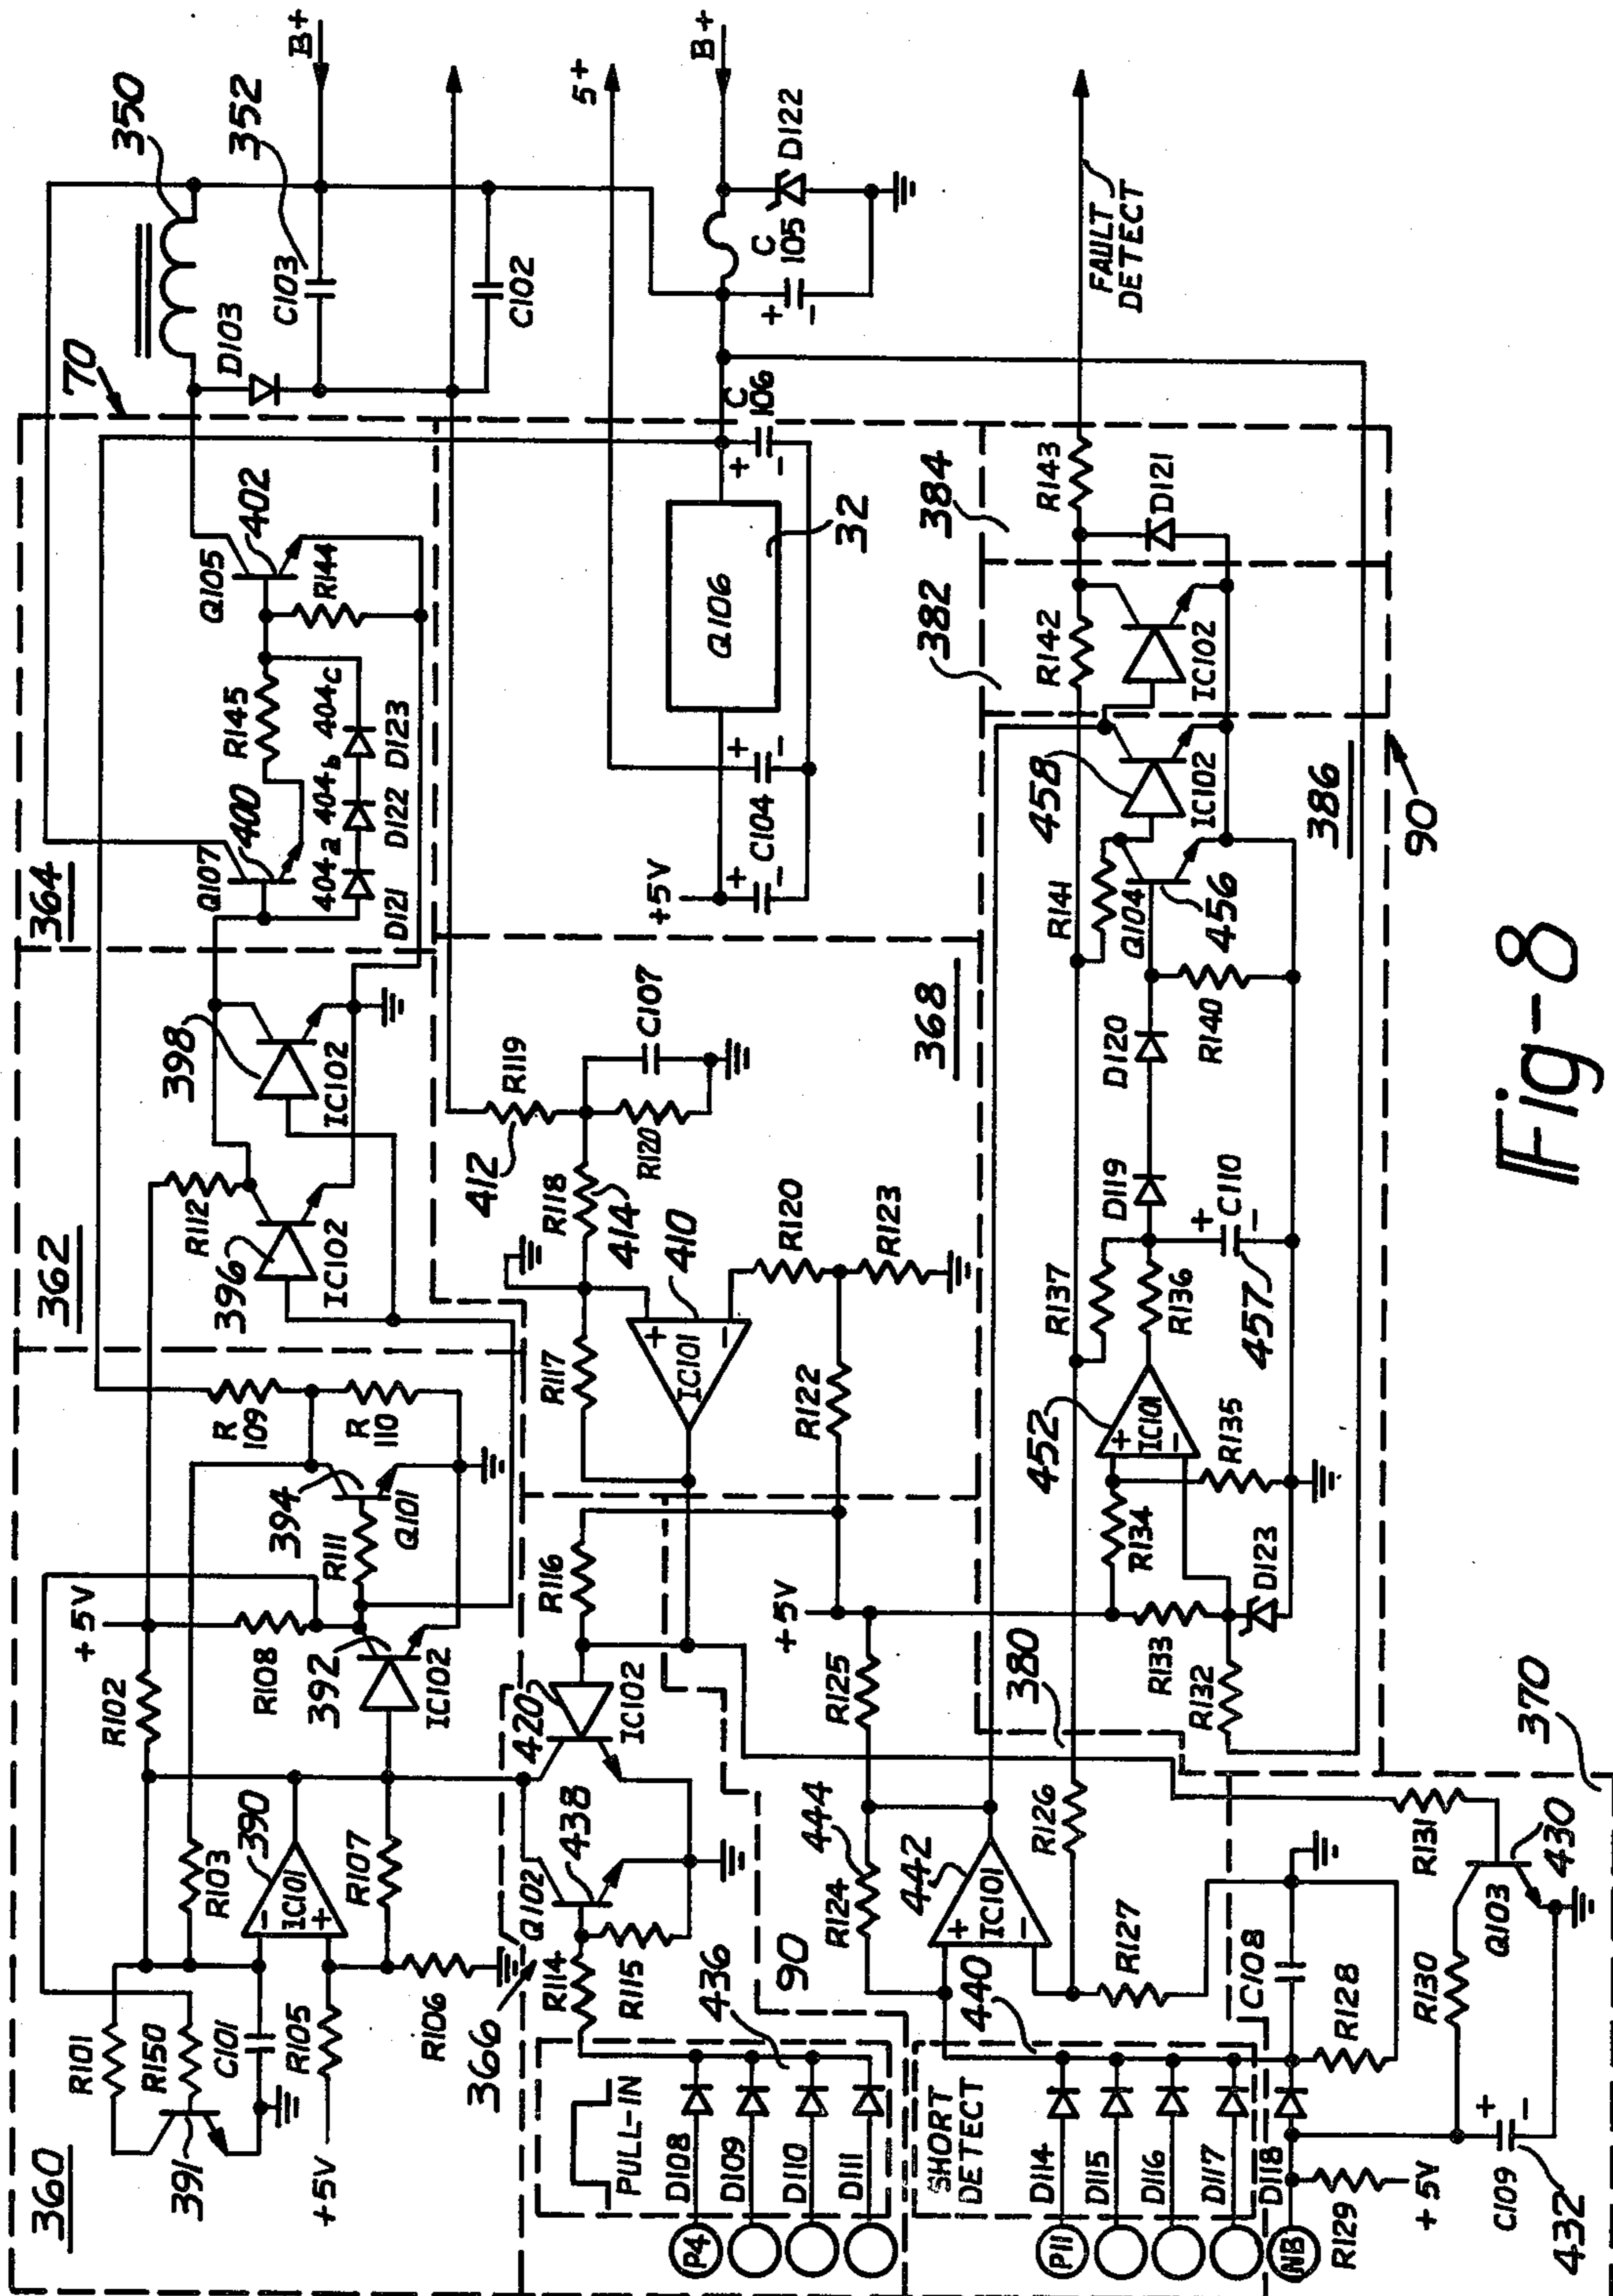 B+
350
352
70
D103
C103
C102
5+
B+
D122
C
105
C
106
FAULT
DETECT
364
Q107
400
R145
Q105
402
R144
404a
404b
404c
D121
D122
D123
Q106
32
+5V
C104
384
382
R143
D121
R142
IC102
458
IC102
386
90
R141
Q104
456
362
398
IC102
396
R112
IC102
R119
C107
412
R120
368
R118
414
410
R117
IC101
R120
R123
R122
D120
R140
D119
C110
R137
R136
457
452
IC101
R135
R134
R133
D123
R132
R
109
R
110
394
Q101
R111
+5V
R102
R108
392
IC102
R116
420
IC102
+5V
R125
380
360
R101
R150
C101
R105
391
+5V
R103
390
IC101
R107
R106
366
Q102
438
R114
R115
436
90
PULL-IN
D108
D109
D110
D111
P4
444
R124
442
IC101
R126
440
R127
SHORT
DETECT
D114
D115
D116
D117
D118
P11
NB
C108
R128
R129
+5V
C109
432
R130
Q103
430
R131
370
+
-
Fig-8